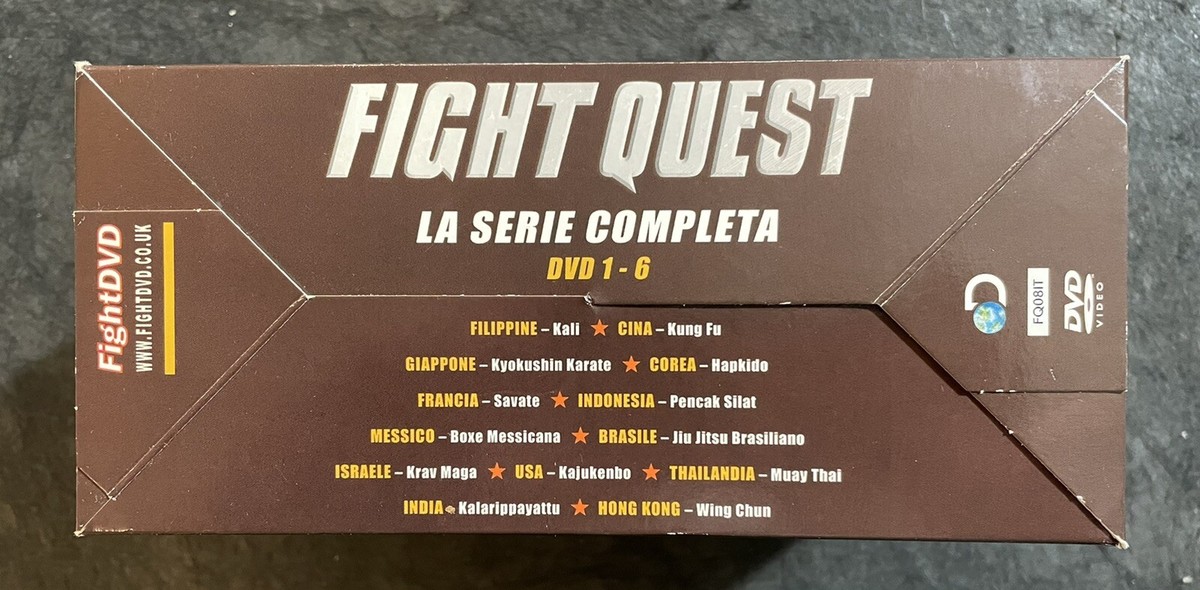 FIGHT QUEST
LA SERIE COMPLETA
DVD 1 - 6
FILIPPINE – Kali ★ CINA – Kung Fu
GIAPPONE – Kyokushin Karate ★ COREA – Hapkido
FRANCIA – Savate ★ INDONESIA – Pencak Silat
MESSICO – Boxe Messicana ★ BRASILE – Jiu Jitsu Brasiliano
ISRAELE – Krav Maga ★ USA – Kajukenbo ★ THAILANDIA – Muay Thai
INDIA – Kalarippayattu ★ HONG KONG – Wing Chun
FightDVD
WWW.FIGHTDVD.CO.UK
D
FQ08IT
DVD
VIDEO